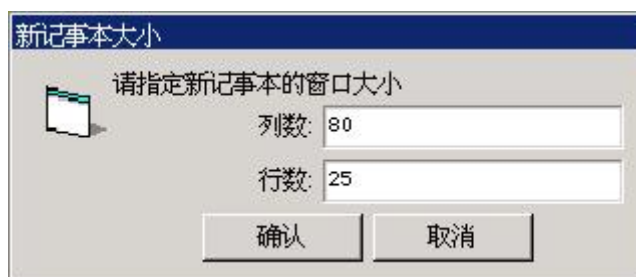 新记事本大小
请指定新记事本的窗口大小
列数: 80
行数: 25
确认 取消